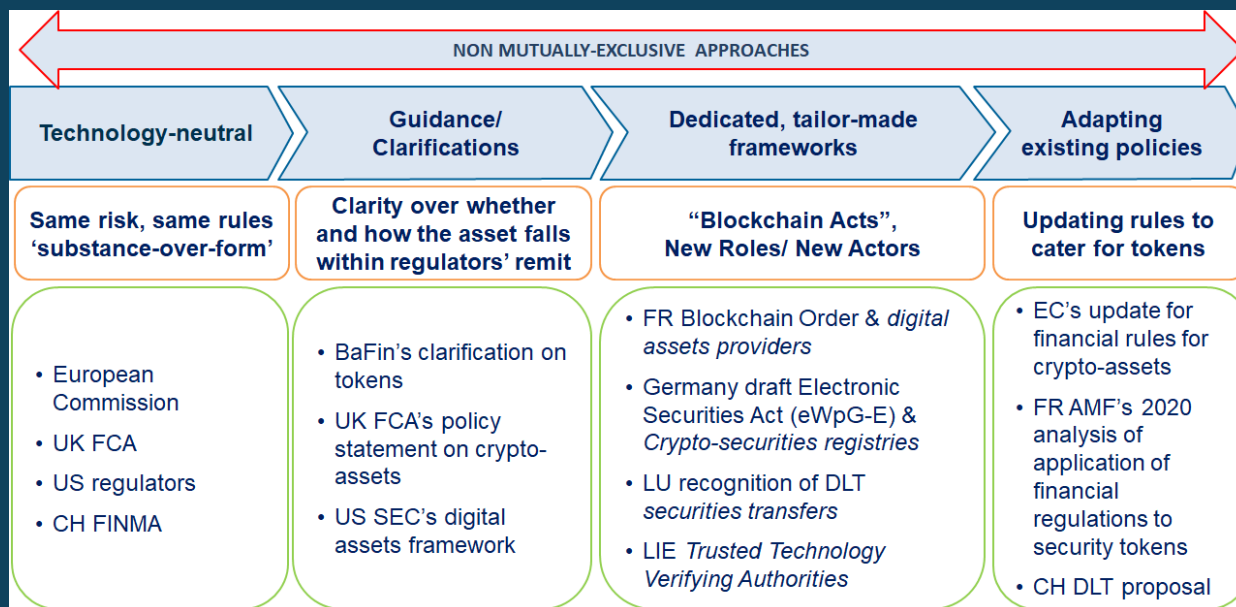 NON MUTUALLY-EXCLUSIVE APPROACHES
Technology-neutral
Guidance/
Clarifications
Dedicated, tailor-made
frameworks
Adapting
existing policies
Same risk, same rules
‘substance-over-form’
Clarity over whether
and how the asset falls
within regulators’ remit
“Blockchain Acts”,
New Roles/ New Actors
Updating rules to
cater for tokens
• European
Commission
• UK FCA
• US regulators
• CH FINMA
• BaFin’s clarification on
tokens
• UK FCA’s policy
statement on crypto-
assets
• US SEC’s digital
assets framework
• FR Blockchain Order & digital
assets providers
• Germany draft Electronic
Securities Act (eWpG-E) &
Crypto-securities registries
• LU recognition of DLT
securities transfers
• LIE Trusted Technology
Verifying Authorities
• EC’s update for
financial rules for
crypto-assets
• FR AMF’s 2020
analysis of
application of
financial
regulations to
security tokens
• CH DLT proposal